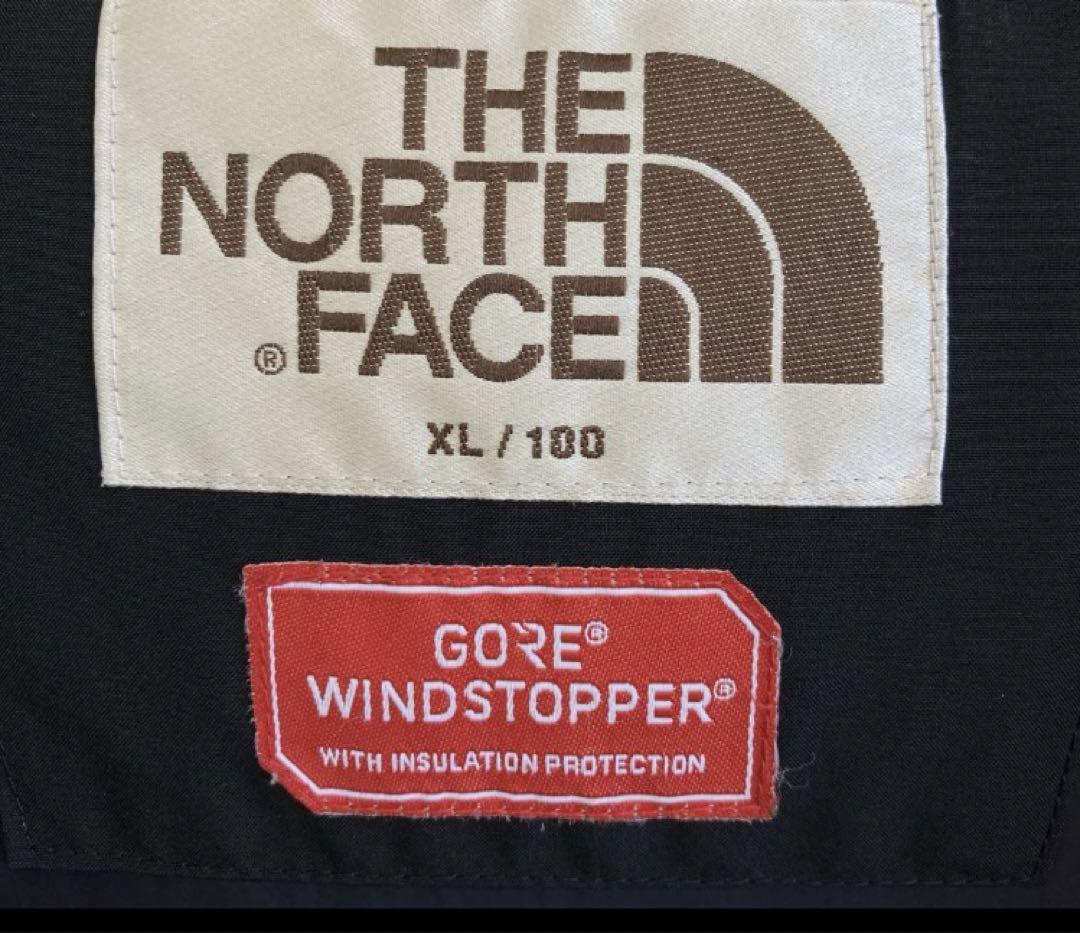 THE
NORTH
FACE
®
XL / 100
GORE®
WINDSTOPPER®
WITH INSULATION PROTECTION